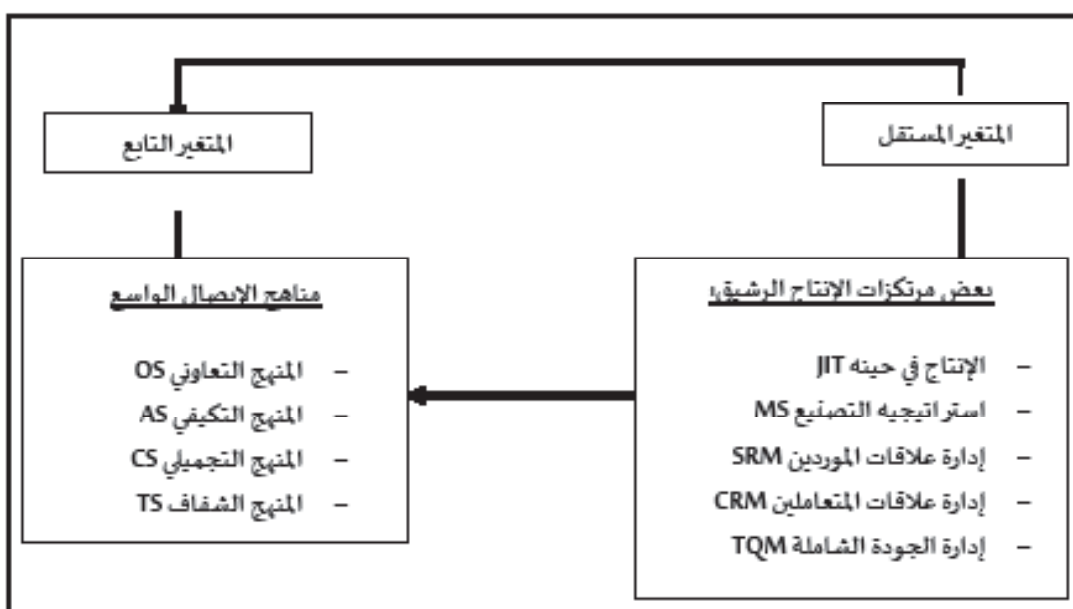 المتغير المستقل
المتغير التابع
بعض مرتكزات الإنتاج الرشيق:
– الإنتاج في حينه JIT
– استراتيجيه التصنيع MS
– إدارة علاقات الموردين SRM
– إدارة علاقات المتعاملين CRM
– إدارة الجودة الشاملة TQM
مناهج الإيصال الواسع
– المنهج التعاوني OS
– المنهج التكيفي AS
– المنهج التجميلي CS
– المنهج الشفاف TS